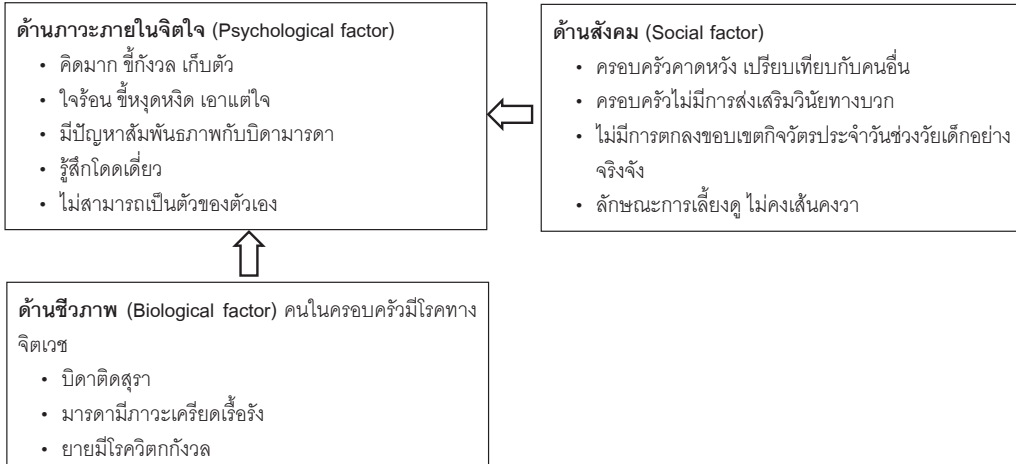 ด้านภาวะภายในจิตใจ (Psychological factor)
• คิดมาก ขี้กังวล เก็บตัว
• ใจร้อน ขี้หงุดหงิด เอาแต่ใจ
• มีปัญหาสัมพันธภาพกับบิดามารดา
• รู้สึกโดดเดี่ยว
• ไม่สามารถเป็นตัวของตัวเอง
ด้านสังคม (Social factor)
• ครอบครัวคาดหวัง เปรียบเทียบกับคนอื่น
• ครอบครัวไม่มีการส่งเสริมวินัยทางบวก
• ไม่มีการตกลงขอบเขตกิจวัตรประจำวันช่วงวัยเด็กอย่าง
จริงจัง
• ลักษณะการเลี้ยงดู ไม่คงเส้นคงวา
ด้านชีวภาพ (Biological factor) คนในครอบครัวมีโรคทาง
จิตเวช
• บิดาติดสุรา
• มารดามีภาวะเครียดเรื้อรัง
• ยายมีโรควิตกกังวล